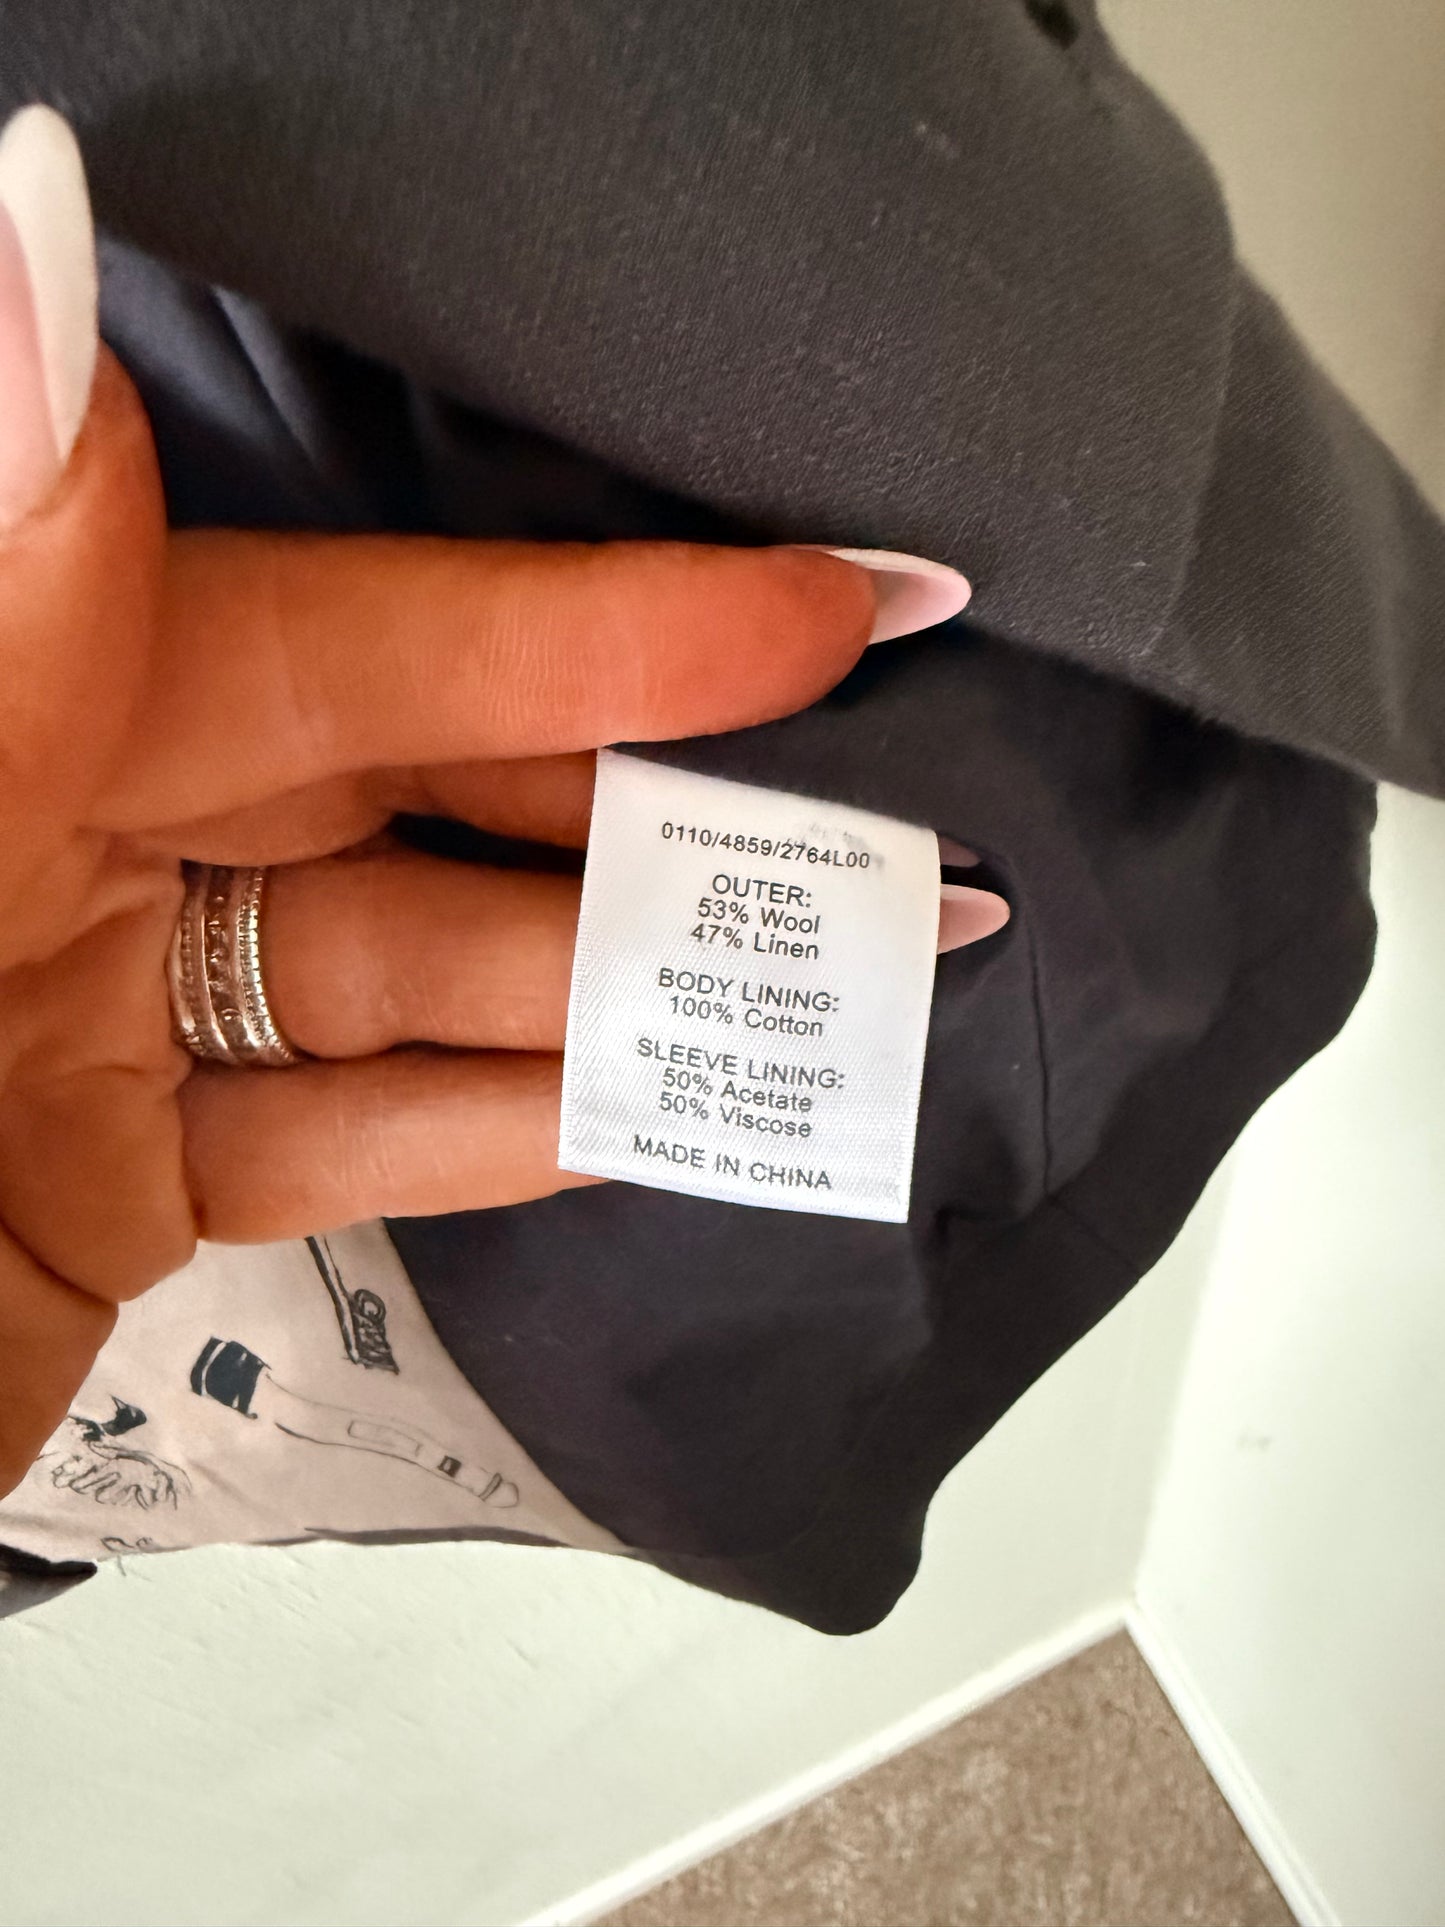 0110/4859/2764L00
OUTER:
53% Wool
47% Linen
BODY LINING:
100% Cotton
SLEEVE LINING:
50% Acetate
50% Viscose
MADE IN CHINA